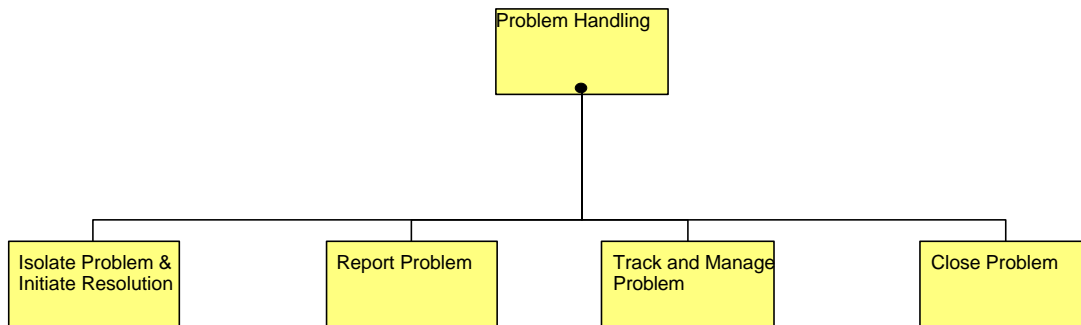 Problem Handling
Isolate Problem &
Initiate Resolution
Report Problem
Track and Manage
Problem
Close Problem